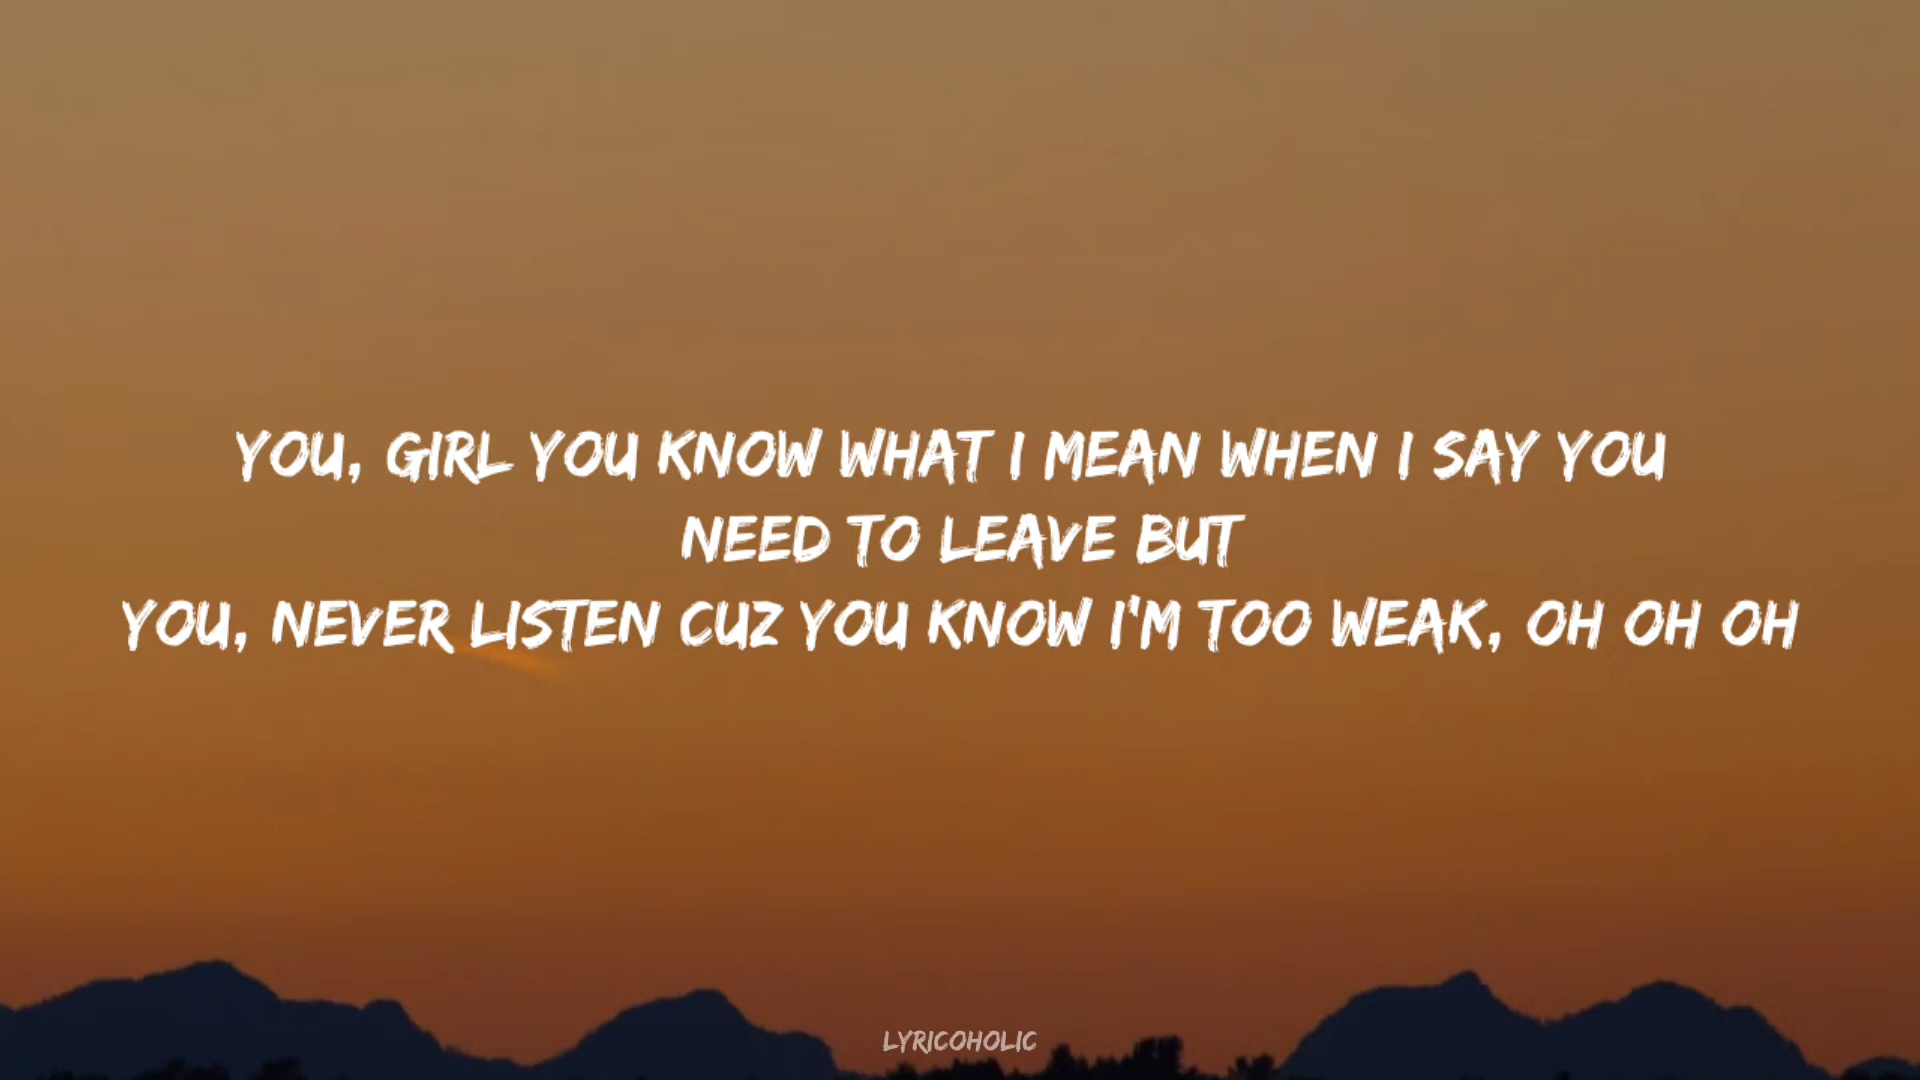 YOU, GIRL YOU KNOW WHAT I MEAN WHEN I SAY YOU
NEED TO LEAVE BUT
YOU, NEVER LISTEN CUZ YOU KNOW I'M TOO WEAK, OH OH OH
LYRICOHOLIC